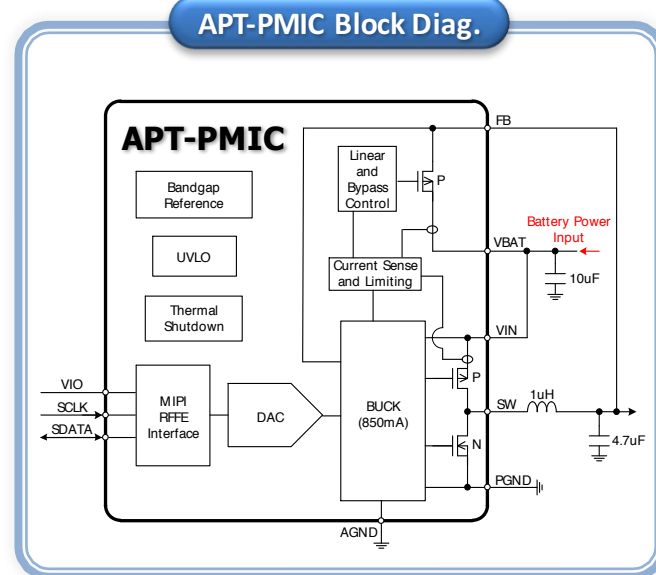 APT-PMIC Block Diag.
APT-PMIC
FB
Linear
and
Bypass
Control
P
Bandgap
Reference
Battery Power
Input
VBAT
UVLO
Current Sense
and Limiting
10uF
Thermal
Shutdown
VIN
P
VIO
SCLK
SDATA
MIPI
RFFE
Interface
DAC
BUCK
(850mA)
SW
1uH
N
4.7uF
PGND
AGND